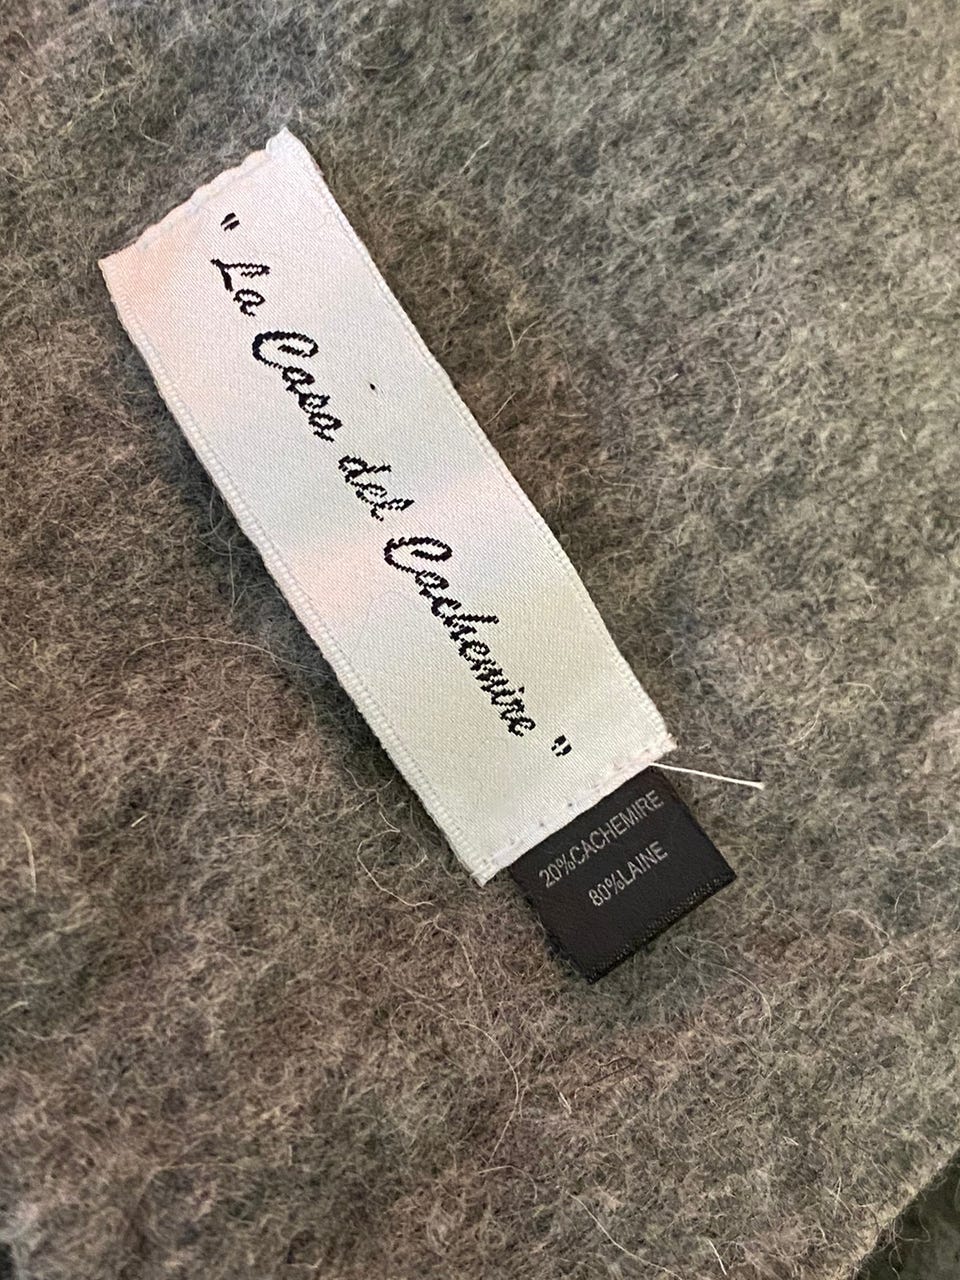 " La Casa del Cachemire "
20%CACHEMIRE
80%LAINE